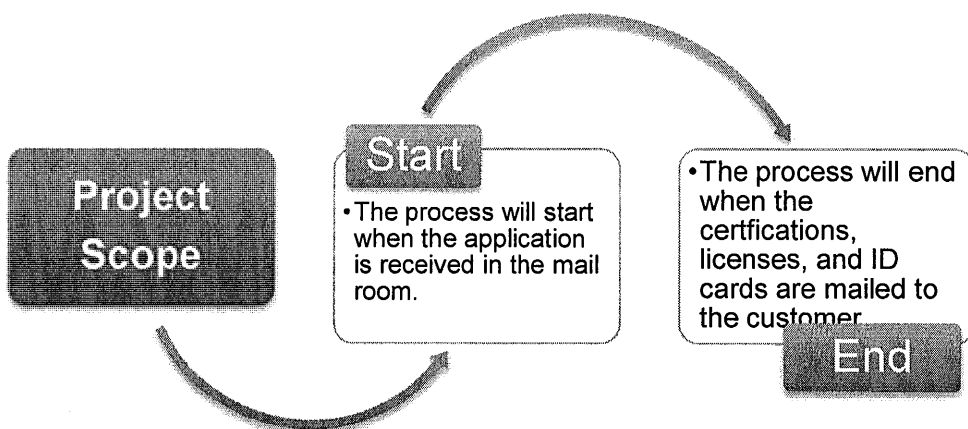 Project
Scope
Start
•The process will start
when the application
is received in the mail
room.
•The process will end
when the
certfications,
licenses, and ID
cards are mailed to
the customer
End